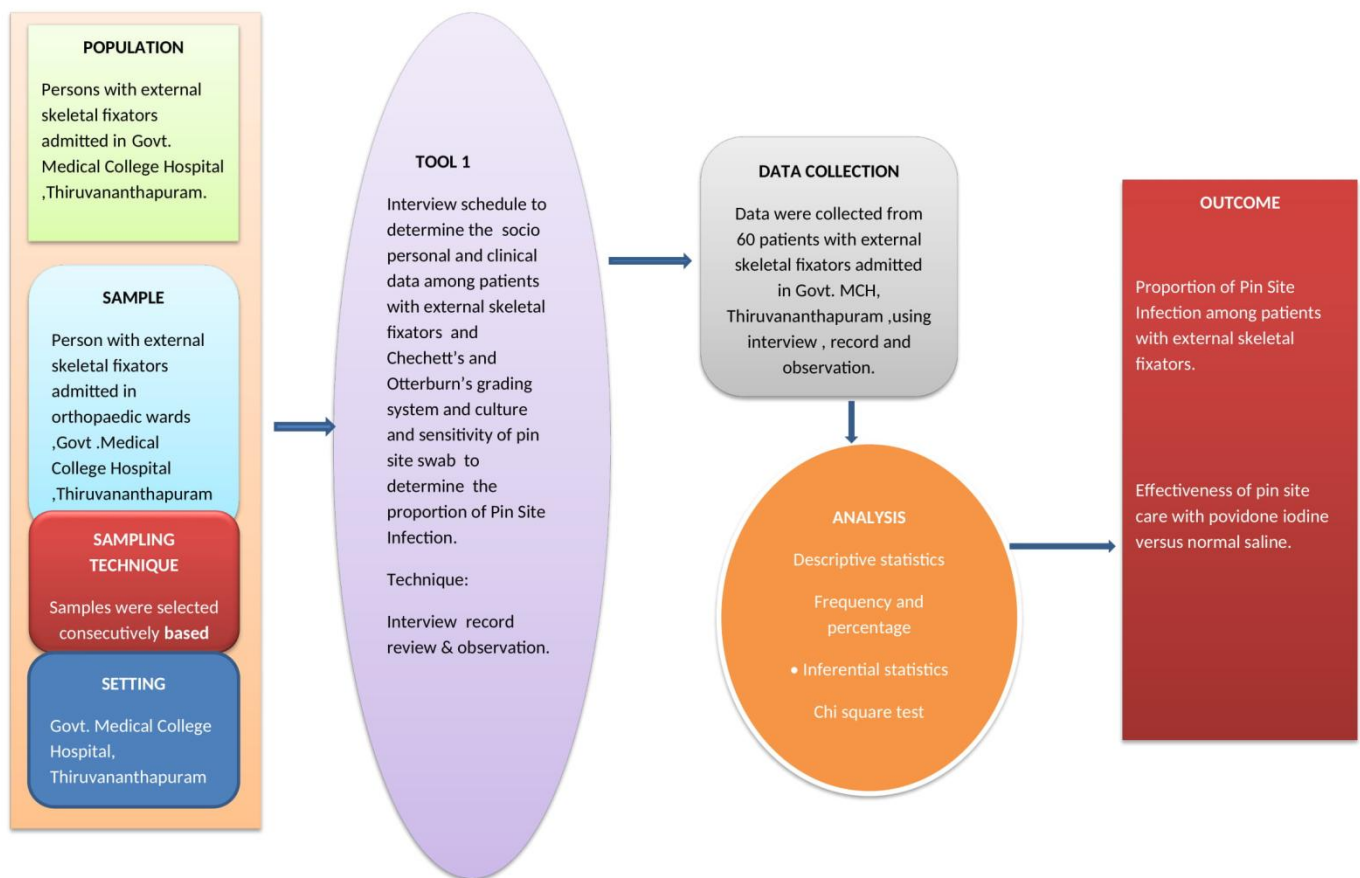 POPULATION
Persons with external
skeletal fixators
admitted in Govt.
Medical College Hospital
,Thiruvananthapuram.
SAMPLE
Person with external
skeletal fixators
admitted in
orthopaedic wards
,Govt .Medical
College Hospital
,Thiruvananthapuram
SAMPLING
TECHNIQUE
Samples were selected
consecutively based
SETTING
Govt. Medical College
Hospital,
Thiruvananthapuram
TOOL 1
Interview schedule to
determine the socio
personal and clinical
data among patients
with external skeletal
fixators and
Chechett’s and
Otterburn’s grading
system and culture
and sensitivity of pin
site swab to
determine the
proportion of Pin Site
Infection.
Technique:
Interview record
review & observation.
DATA COLLECTION
Data were collected from
60 patients with external
skeletal fixators admitted
in Govt. MCH,
Thiruvananthapuram ,using
interview , record and
observation.
ANALYSIS
Descriptive statistics
Frequency and
percentage
• Inferential statistics
Chi square test
OUTCOME
Proportion of Pin Site
Infection among patients
with external skeletal
fixators.
Effectiveness of pin site
care with povidone iodine
versus normal saline.